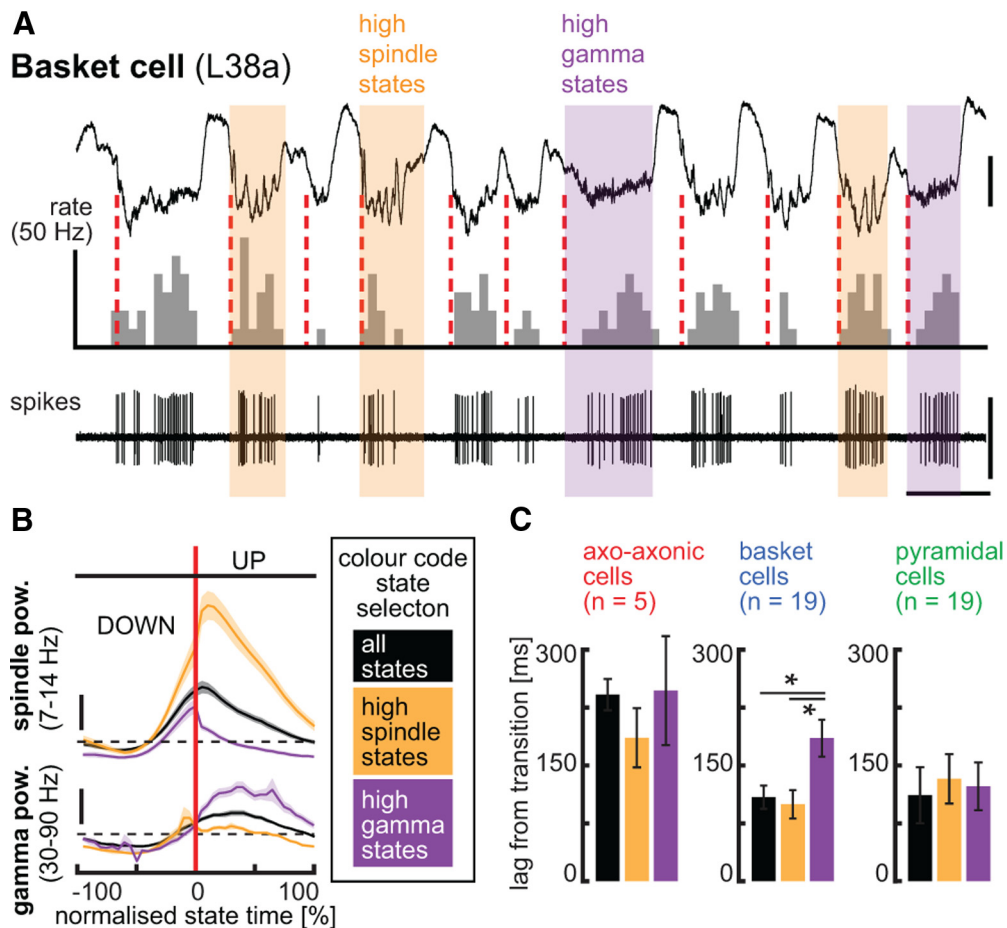 A
Basket cell (L38a)
high
spindle
states
high
gamma
states
rate
(50 Hz)
spikes
B
UP
DOWN
spindle pow.
(7-14 Hz)
gamma pow.
(30-90 Hz)
-100
0
100
normalised state time [%]
colour code
state
selecton
all
states
high
spindle
states
high
gamma
states
C
axo-axonic
cells
(n = 5)
basket
cells
(n = 19)
pyramidal
cells
(n = 19)
lag from transition [ms]
300
150
0
300
150
0
*
*
300
150
0